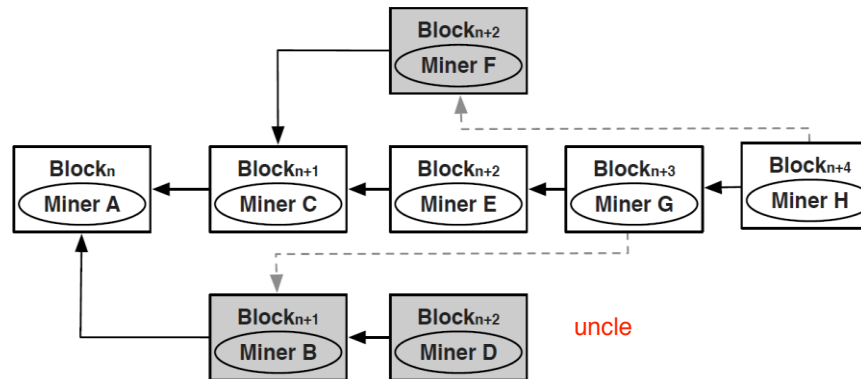 Blockn+2
Miner F
Blockn
Miner A
Blockn+1
Miner C
Blockn+2
Miner E
Blockn+3
Miner G
Blockn+4
Miner H
Blockn+1
Miner B
Blockn+2
Miner D
uncle